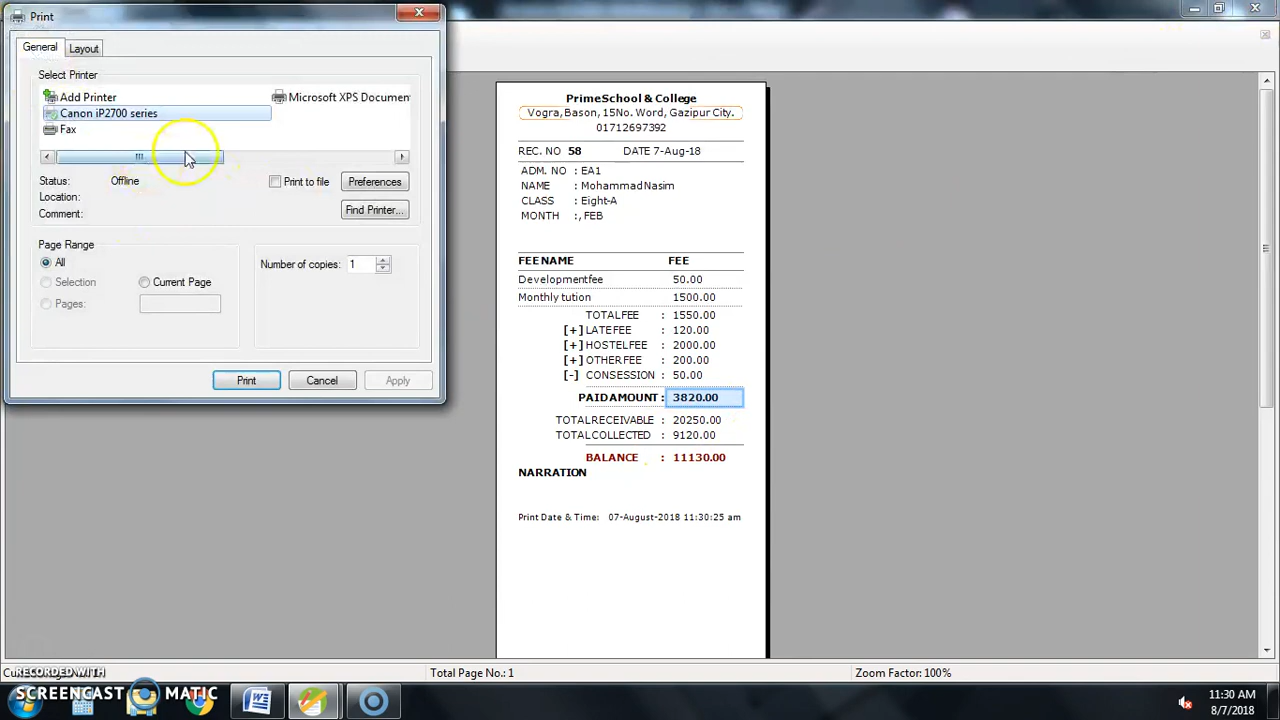 Print
General Layout
Select Printer
Add Printer
Microsoft XPS Documen
Canon iP2700 series
Fax
Status: Offline
Print to file
Preferences
Location:
Comment:
Find Printer...
Page Range
All
Number of copies: 1
Selection
Current Page
Pages:
Print Cancel Apply
PrimeSchool & College
Vogra, Bason, 15No. Word, Gazipur City.
01712697392
REC. NO 58 DATE 7-Aug-18
ADM. NO : EA1
NAME : MohammadNasim
CLASS : Eight-A
MONTH :, FEB
FEENAME FEE
Developmentfee 50.00
Monthly tution 1500.00
TOTALFEE : 1550.00
[+] LATEFEE : 120.00
[+] HOSTELFEE : 2000.00
[+] OTHERFEE : 200.00
[-] CONSESSION : 50.00
PAIDAMOUNT : 3820.00
TOTALRECEIVABLE : 20250.00
TOTALCOLLECTED : 9120.00
BALANCE : 11130.00
NARRATION
Print Date & Time: 07-August-2018 11:30:25 am
Total Page No.: 1
Zoom Factor: 100%
RECORDED WITH
SCREENCAST MATIC
11:30 AM
8/7/2018